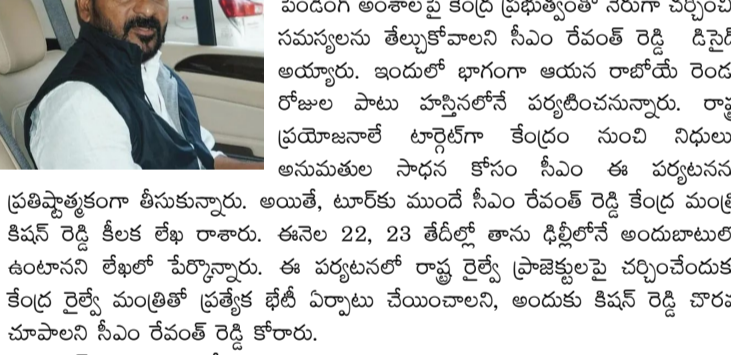 పెండింగ్ అంశాలపై కేంద్ర ప్రభుత్వంతో నేరుగా చర్చించి
సమస్యలను తేల్చుకోవాలని సీఎం రేవంత్ రెడ్డి డిసైడ్
అయ్యారు. ఇందులో భాగంగా ఆయన రాబోయే రెండు
రోజుల పాటు హస్తినలోనే పర్యటించనున్నారు. రాష్ట్ర
ప్రయోజనాలే టార్గెట్‌గా కేంద్రం నుంచి నిధులు
అనుమతుల సాధన కోసం సీఎం ఈ పర్యటనను
ప్రతిష్టాత్మకంగా తీసుకున్నారు. అయితే, టూర్‌కు ముందే సీఎం రేవంత్ రెడ్డి కేంద్ర మంత్రి
కిషన్ రెడ్డి కీలక లేఖ రాశారు. ఈనెల 22, 23 తేదీల్లో తాను ఢిల్లీలోనే అందుబాటులో
ఉంటానని లేఖలో పేర్కొన్నారు. ఈ పర్యటనలో రాష్ట్ర రైల్వే ప్రాజెక్టులపై చర్చించేందుకు
కేంద్ర రైల్వే మంత్రితో ప్రత్యేక భేటీ ఏర్పాటు చేయించాలని, అందుకు కిషన్ రెడ్డి చొరవ
చూపాలని సీఎం రేవంత్ రెడ్డి కోరారు.